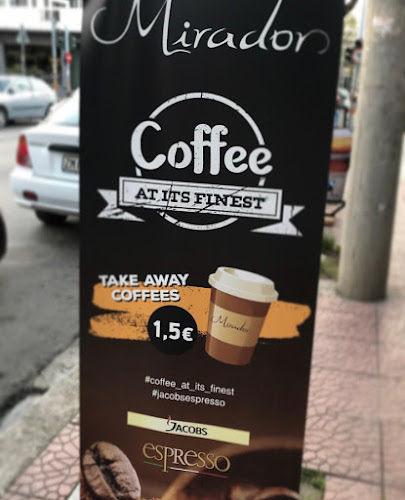 Mirador
Coffee
AT ITS FINEST
TAKE AWAY
COFFEES
1,5€
Mirador
#coffee_at_its_finest
#jacobsespresso
JACOBS
espresso